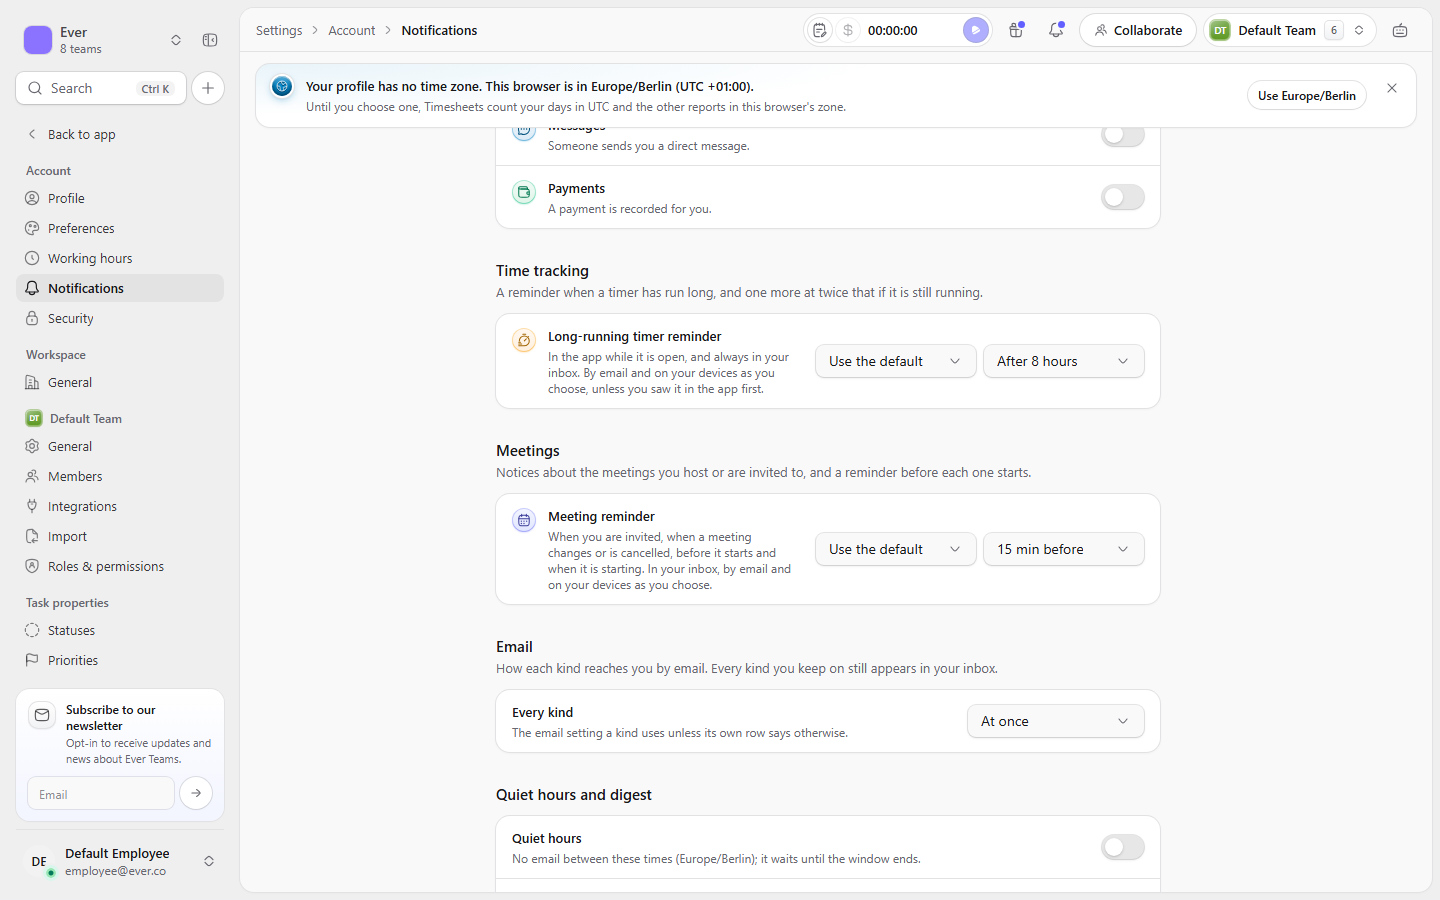 Ever
8 teams
Search
Ctrl K
Back to app
Account
Profile
Preferences
Working hours
Notifications
Security
Workspace
General
DT
Default Team
General
Members
Integrations
Import
Roles & permissions
Task properties
Statuses
Priorities
Subscribe to our newsletter
Opt-in to receive updates and
news about Ever Teams.
Email
DE
Default Employee
employee@ever.co
Settings
Account
Notifications
00:00:00
Collaborate
DT
Default Team
6
Your profile has no time zone. This browser is in Europe/Berlin (UTC +01:00).
Until you choose one, Timesheets count your days in UTC and the other reports in this browser's zone.
Use Europe/Berlin
Messages
Someone sends you a direct message.
Payments
A payment is recorded for you.
Time tracking
A reminder when a timer has run long, and one more at twice that if it is still running.
Long-running timer reminder
In the app while it is open, and always in your
inbox. By email and on your devices as you
choose, unless you saw it in the app first.
Use the default
After 8 hours
Meetings
Notices about the meetings you host or are invited to, and a reminder before each one starts.
Meeting reminder
When you are invited, when a meeting
changes or is cancelled, before it starts and
when it is starting. In your inbox, by email and
on your devices as you choose.
Use the default
15 min before
Email
How each kind reaches you by email. Every kind you keep on still appears in your inbox.
Every kind
The email setting a kind uses unless its own row says otherwise.
At once
Quiet hours and digest
Quiet hours
No email between these times (Europe/Berlin); it waits until the window ends.